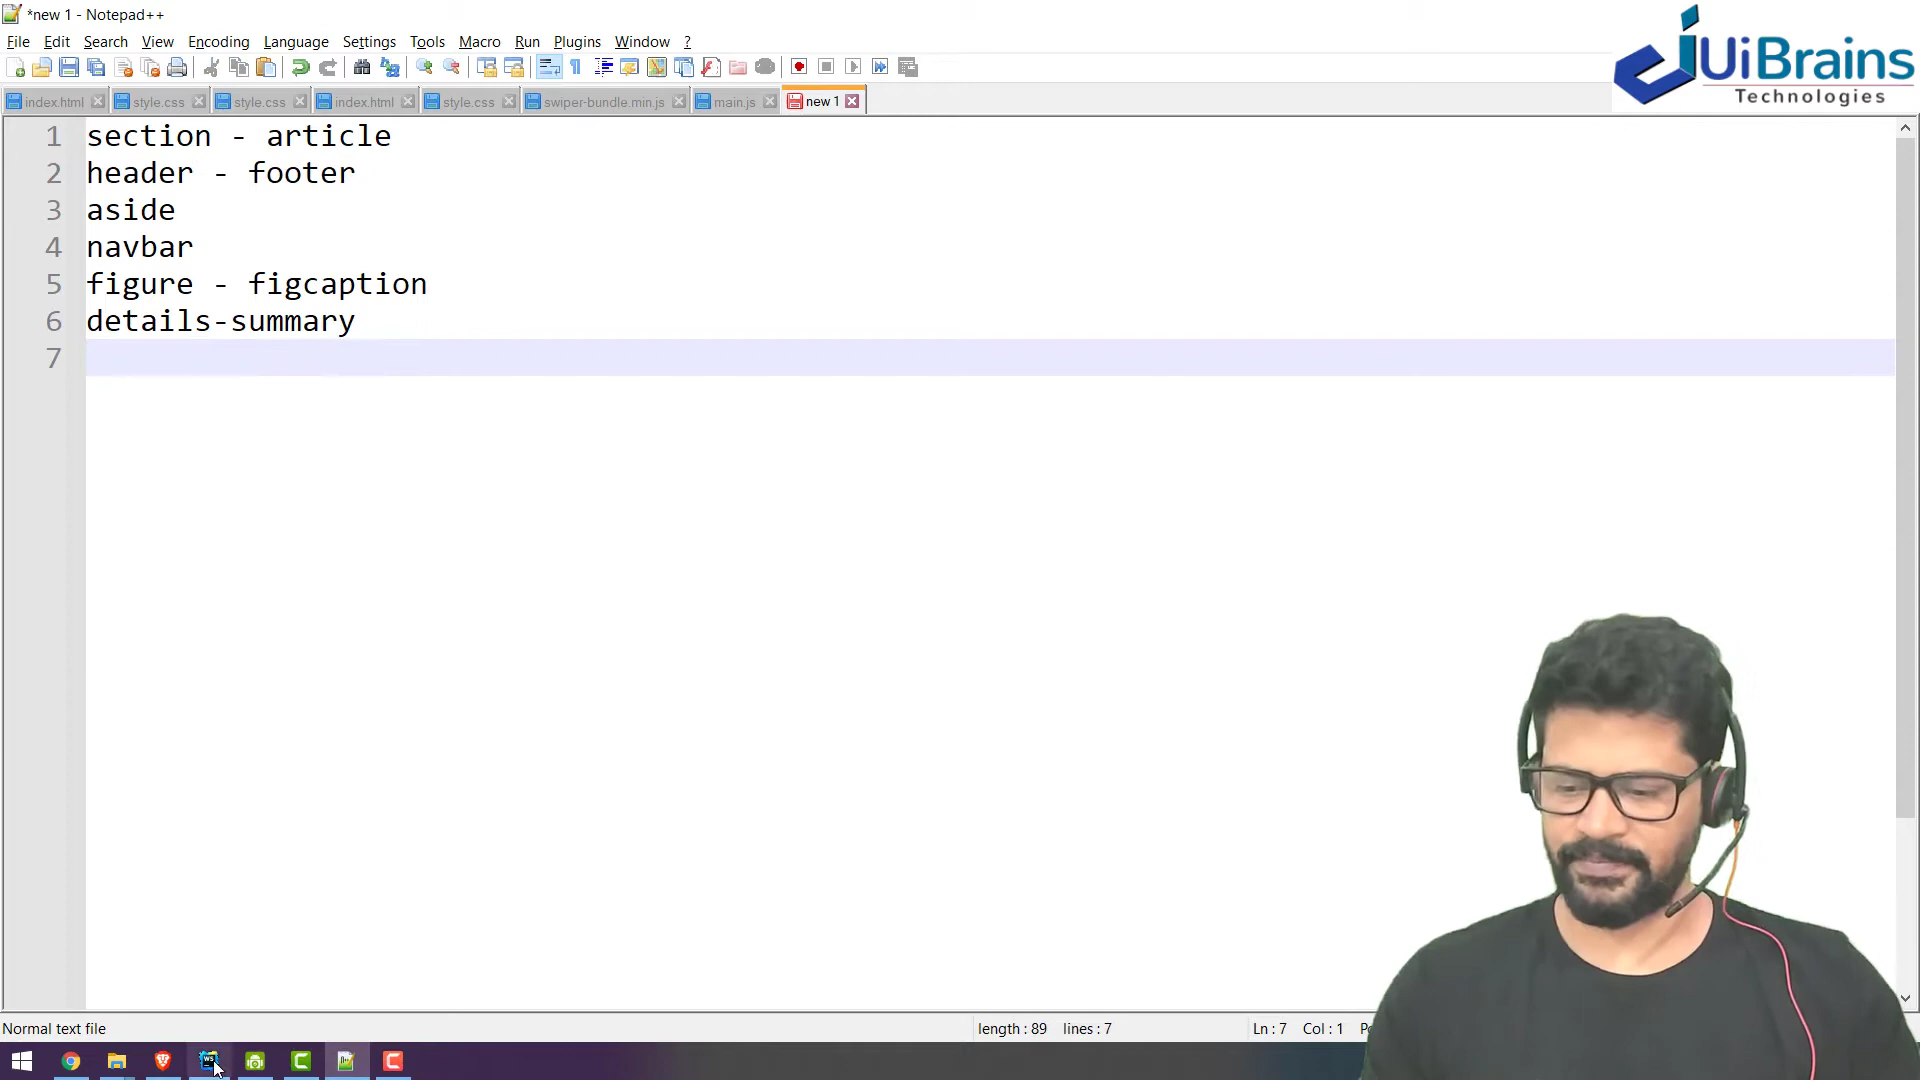 *new 1 - Notepad++
File Edit Search View Encoding Language Settings Tools Macro Run Plugins Window ?
index.html style.css style.css index.html style.css swiper-bundle.min.js main.js new 1
UiBrains
Technologies
1 section - article
2 header - footer
3 aside
4 navbar
5 figure - figcaption
6 details-summary
7
Normal text file length : 89 lines : 7 Ln : 7 Col : 1
WS